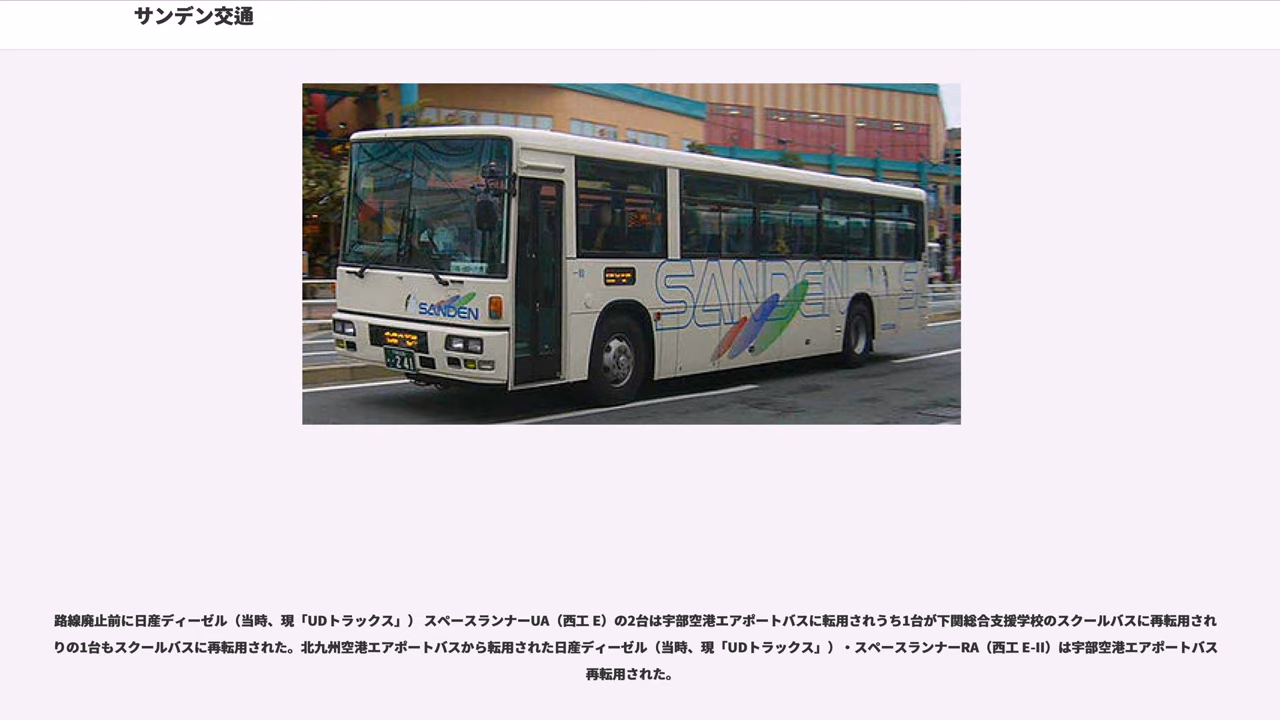 サンデン交通
SANDEN
SANDEN
241
路線廃止前に日産ディーゼル（当時、現「UDトラックス」） スペースランナーUA（西工 E）の2台は宇部空港エアポートバスに転用されうち1台が下関総合支援学校のスクールバスに再転用され
りの1台もスクールバスに再転用された。北九州空港エアポートバスから転用された日産ディーゼル（当時、現「UDトラックス」）・スペースランナーRA（西工 E-II）は宇部空港エアポートバス
再転用された。